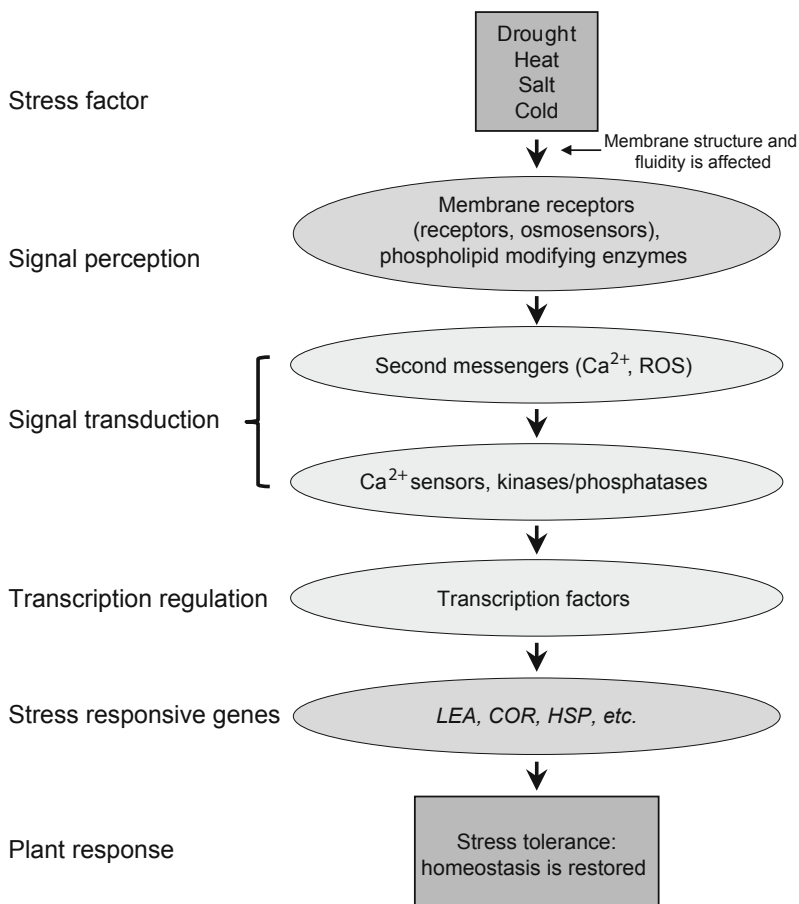 Drought
Heat
Salt
Cold
Stress factor
Membrane structure and
fluidity is affected
Membrane receptors
(receptors, osmosensors),
phospholipid modifying enzymes
Signal perception
Second messengers (Ca²⁺, ROS)
Signal transduction
Ca²⁺ sensors, kinases/phosphatases
Transcription regulation
Transcription factors
Stress responsive genes
LEA, COR, HSP, etc.
Plant response
Stress tolerance:
homeostasis is restored